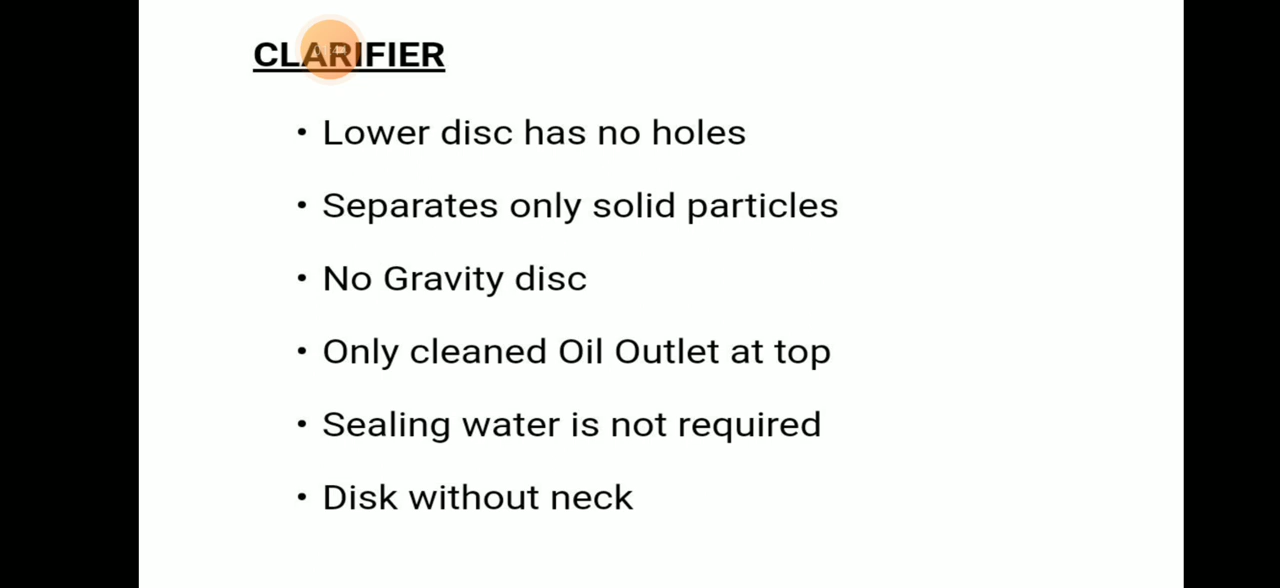 CLARIFIER
• Lower disc has no holes
• Separates only solid particles
• No Gravity disc
• Only cleaned Oil Outlet at top
• Sealing water is not required
• Disk without neck